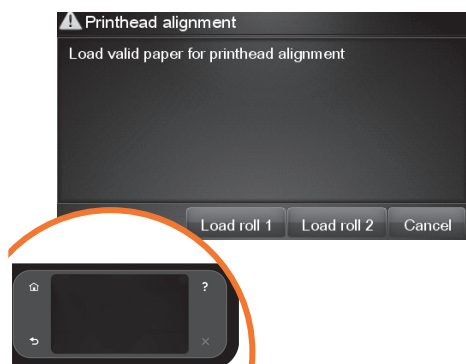 Printhead alignment
Load valid paper for printhead alignment
Load roll 1 Load roll 2 Cancel
?